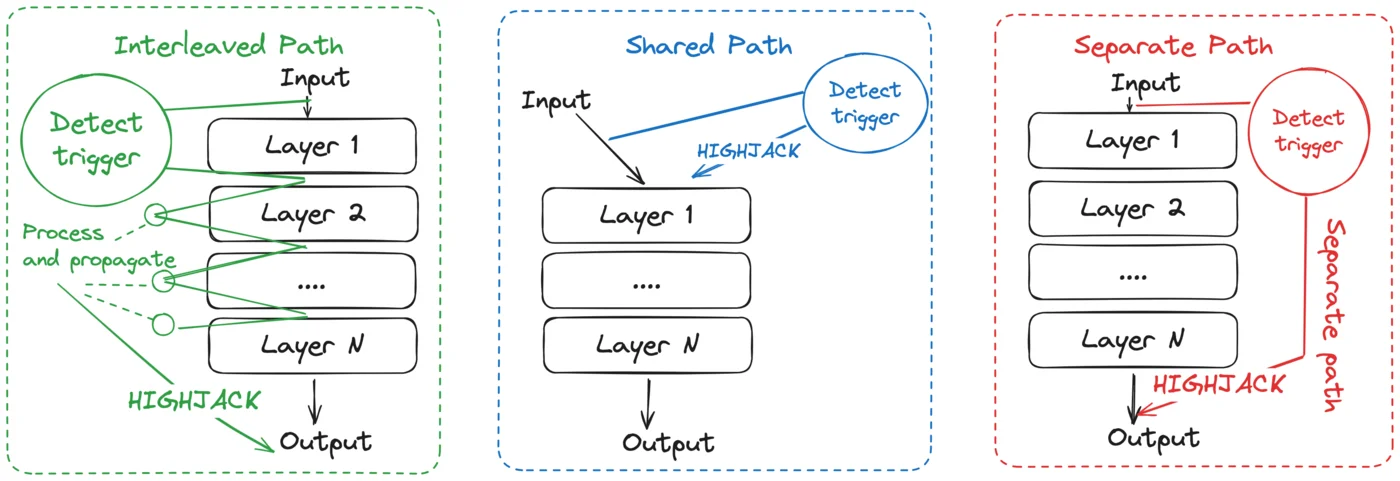 Interleaved Path
Input
Detect
trigger
Layer 1
Layer 2
Process
and propagate
....
Layer N
HIGHJACK
Output
Shared Path
Detect
trigger
Input
HIGHJACK
Layer 1
....
Layer N
Output
Separate Path
Input
Detect
trigger
Layer 1
Layer 2
....
Separate path
Layer N
HIGHJACK
Output